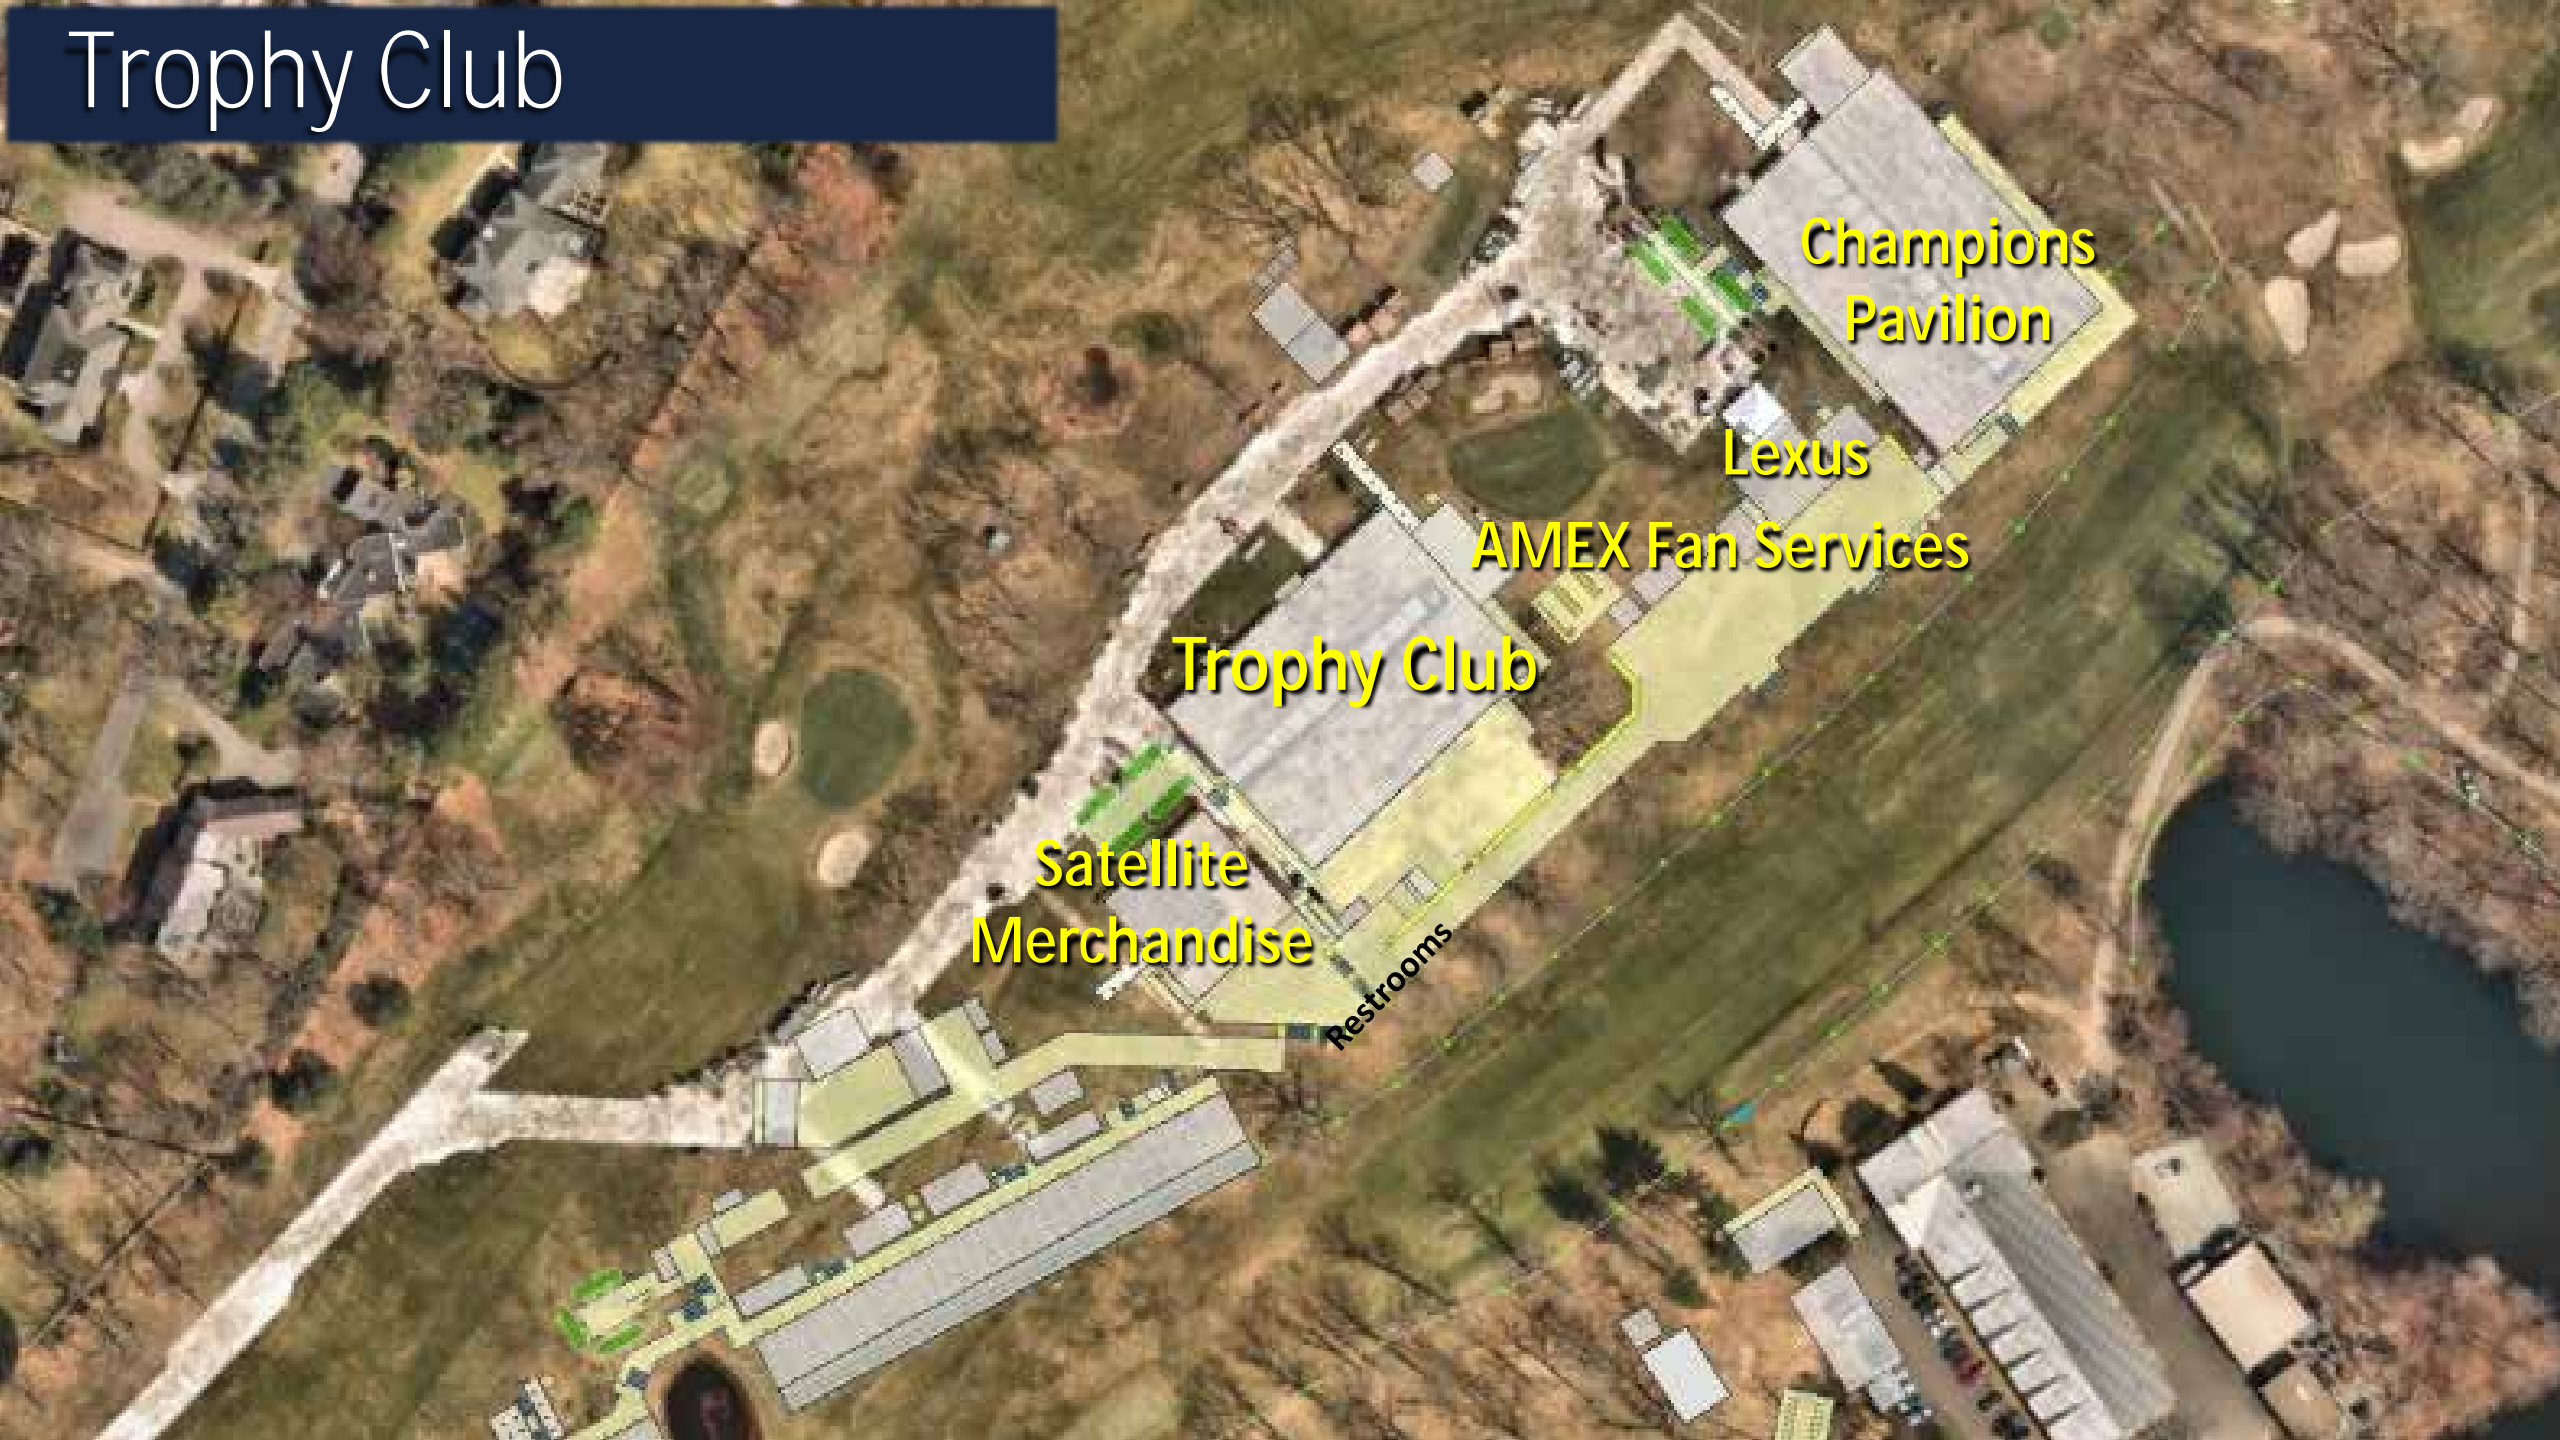 Trophy Club
Champions
Pavilion
Lexus
AMEX Fan Services
Trophy Club
Satellite
Merchandise
Restrooms